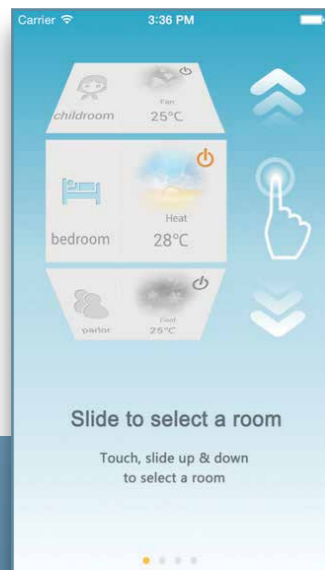 Carrier 3:36 PM
childroom
Fan
25°C
bedroom
Heat
28°C
parlor
Cool
25°C
Slide to select a room
Touch, slide up & down
to select a room